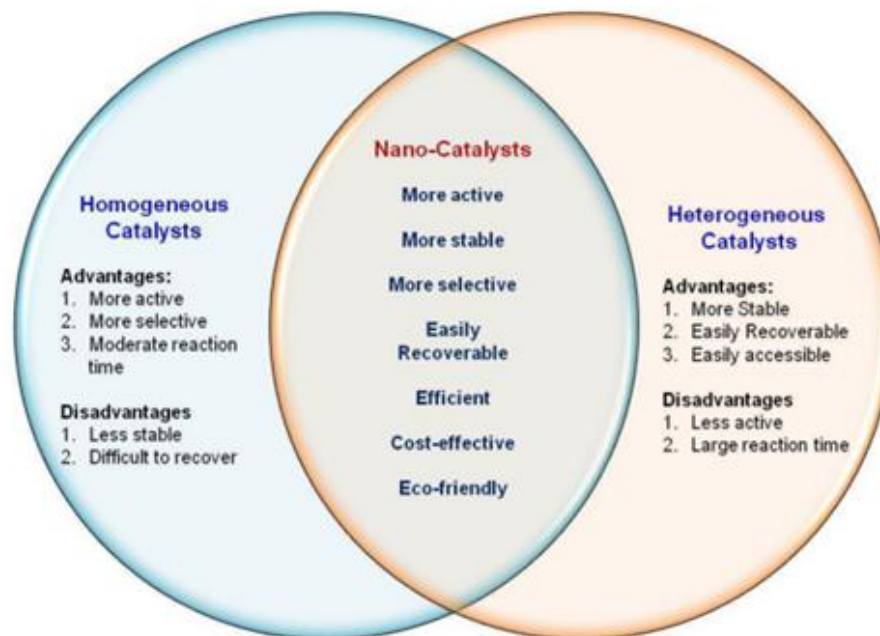 Homogeneous
Catalysts
Advantages:
1. More active
2. More selective
3. Moderate reaction
time
Disadvantages
1. Less stable
2. Difficult to recover
Nano-Catalysts
More active
More stable
More selective
Easily
Recoverable
Efficient
Cost-effective
Eco-friendly
Heterogeneous
Catalysts
Advantages:
1. More Stable
2. Easily Recoverable
3. Easily accessible
Disadvantages
1. Less active
2. Large reaction time